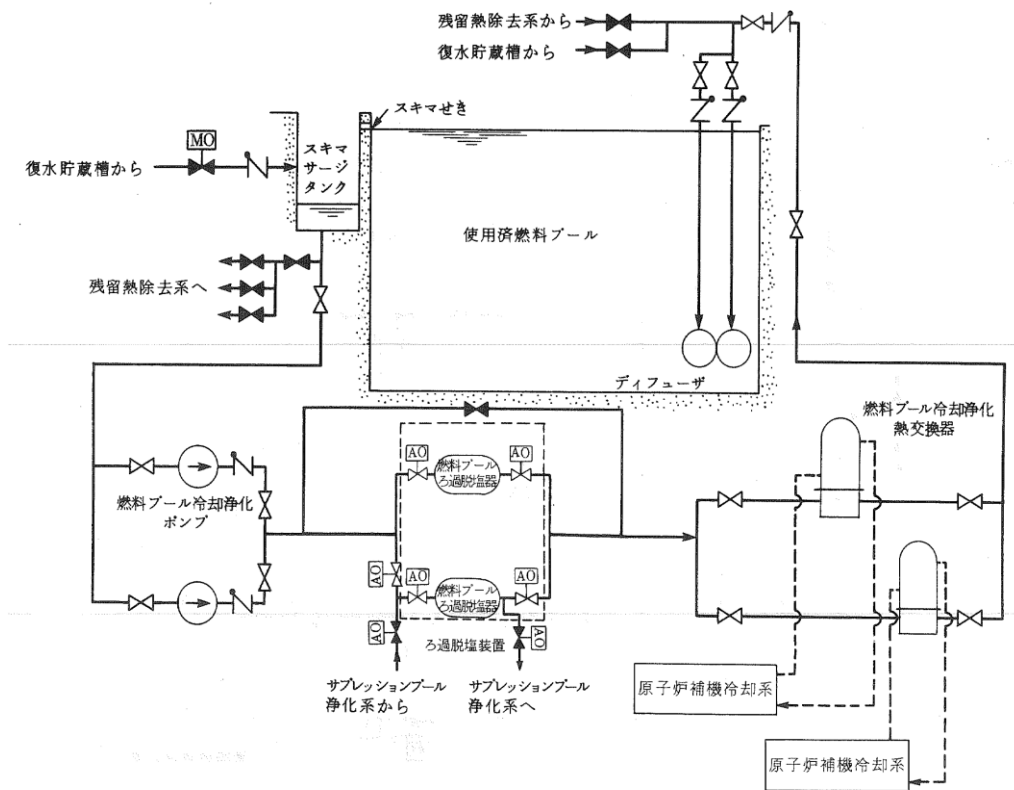 残留熱除去系から
復水貯蔵槽から
スキマせき
MO
復水貯蔵槽から
スキマ
サージ
タンク
使用済燃料プール
残留熱除去系へ
ディフューザ
燃料プール冷却浄化
熱交換器
AO
AO
燃料プール
ろ過脱塩器
燃料プール冷却浄化
ポンプ
AO
AO
AO
燃料プール
ろ過脱塩器
AO
AO
ろ過脱塩装置
サプレッションプール
浄化系から
サプレッションプール
浄化系へ
原子炉補機冷却系
原子炉補機冷却系